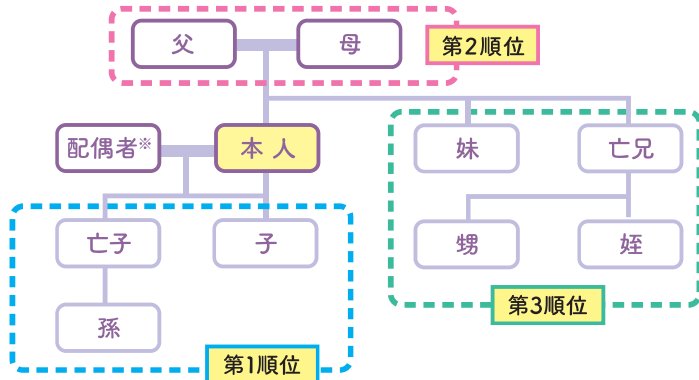 父
母
第2順位
配偶者※
本人
妹
亡兄
亡子
子
甥
姪
孫
第3順位
第1順位